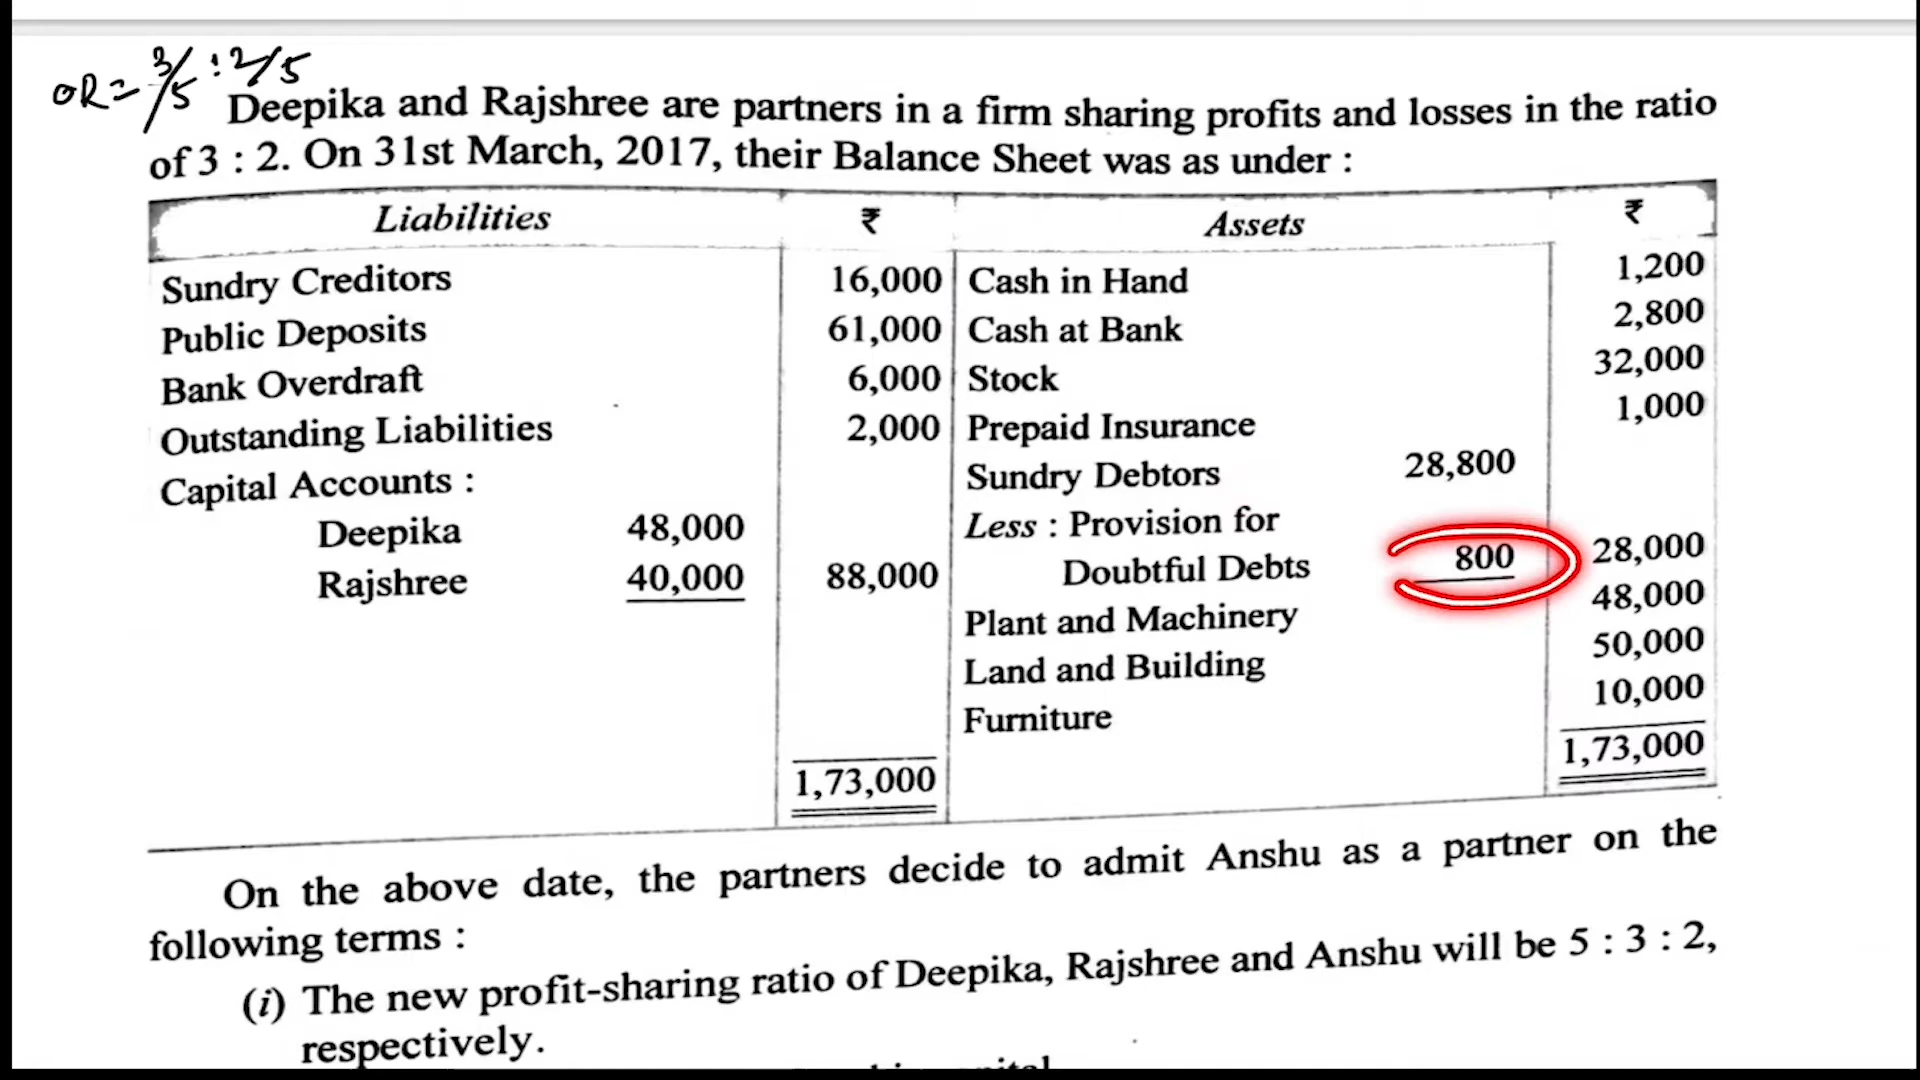 OR = 3/5 : 2/5
Deepika and Rajshree are partners in a firm sharing profits and losses in the ratio
of 3 : 2. On 31st March, 2017, their Balance Sheet was as under :
Liabilities ₹ Assets ₹
Sundry Creditors 16,000 Cash in Hand 1,200
Public Deposits 61,000 Cash at Bank 2,800
Bank Overdraft 6,000 Stock 32,000
Outstanding Liabilities 2,000 Prepaid Insurance 1,000
Capital Accounts : Sundry Debtors 28,800
Deepika 48,000 Less : Provision for
Rajshree 40,000 88,000 Doubtful Debts 800 28,000
Plant and Machinery 48,000
Land and Building 50,000
Furniture 10,000
1,73,000 1,73,000
On the above date, the partners decide to admit Anshu as a partner on the
following terms :
(i) The new profit-sharing ratio of Deepika, Rajshree and Anshu will be 5 : 3 : 2,
respectively.